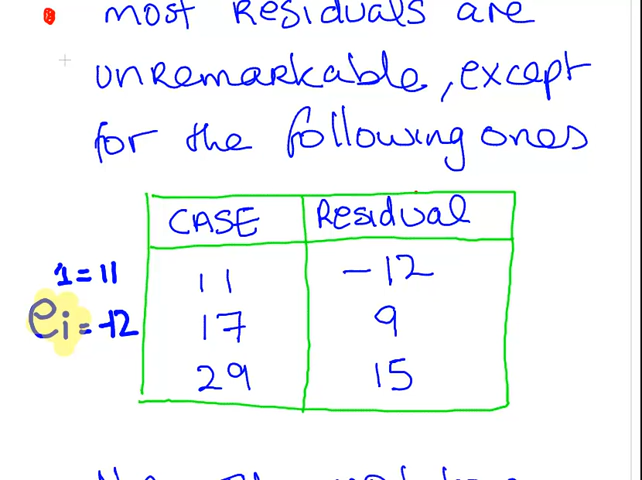 most Residuals are
unremarkable, except
for the following ones
CASE Residual
1=11
11 -12
ei=-12
17 9
29 15